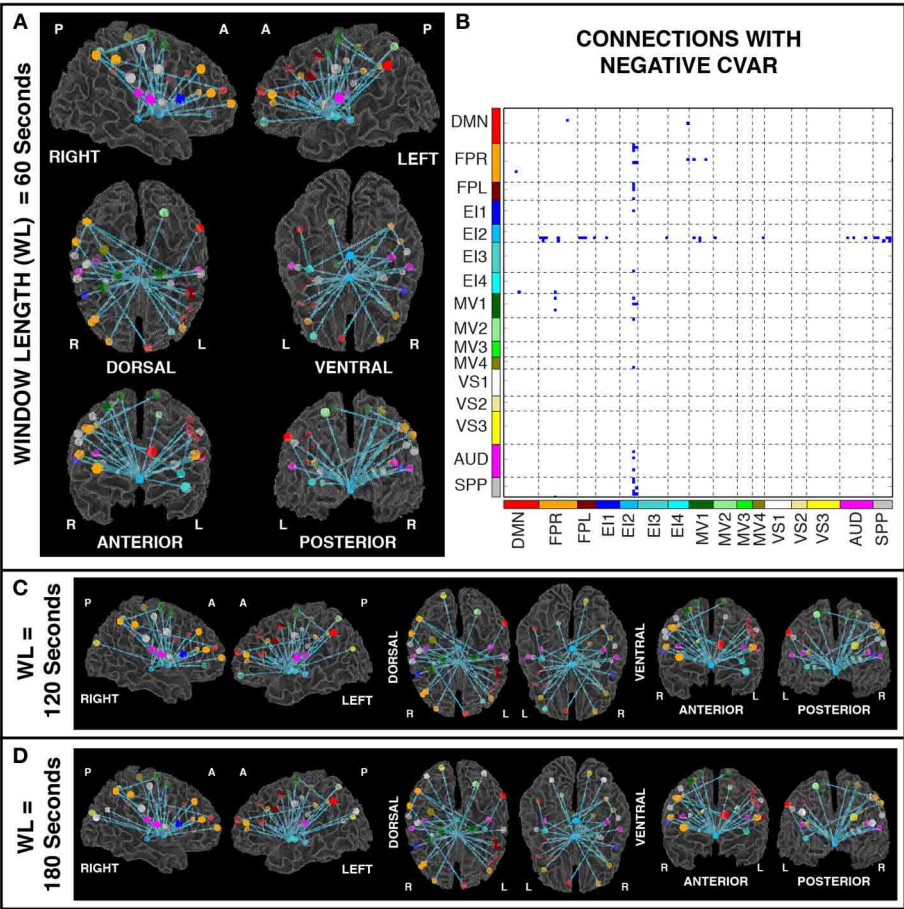 A
P
A
A
P
RIGHT
LEFT
R
L
L
R
DORSAL
VENTRAL
R
L
L
R
ANTERIOR
POSTERIOR
WINDOW LENGTH (WL) = 60 Seconds
B
CONNECTIONS WITH
NEGATIVE CVAR
DMN
FPR
FPL
EI1
EI2
EI3
EI4
MV1
MV2
MV3
MV4
VS1
VS2
VS3
AUD
SPP
DMN
FPR
FPL
EI1
EI2
EI3
EI4
MV1
MV2
MV3
MV4
VS1
VS2
VS3
AUD
SPP
C
WL =
120 Seconds
P
A
A
P
RIGHT
LEFT
DORSAL
R
L
L
R
VENTRAL
R
L
L
R
ANTERIOR
POSTERIOR
D
WL =
180 Seconds
P
A
A
P
RIGHT
LEFT
DORSAL
R
L
L
R
VENTRAL
R
L
L
R
ANTERIOR
POSTERIOR